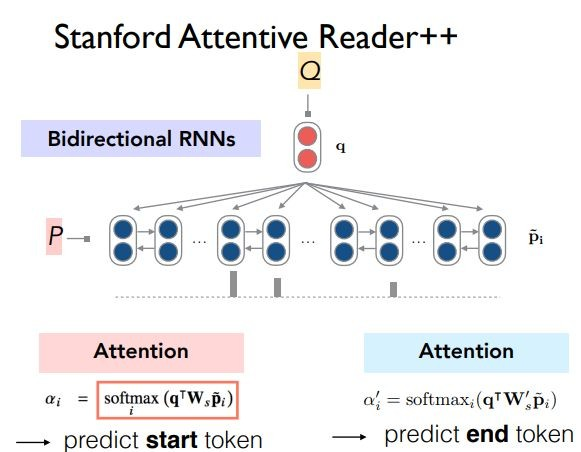 Stanford Attentive Reader++
Q
Bidirectional RNNs
q
P
... ... ...
p̃ᵢ
Attention
αᵢ = softmaxᵢ (qᵀWₛp̃ᵢ)
→ predict start token
Attention
α′ᵢ = softmaxᵢ(qᵀW′ₛp̃ᵢ)
→ predict end token